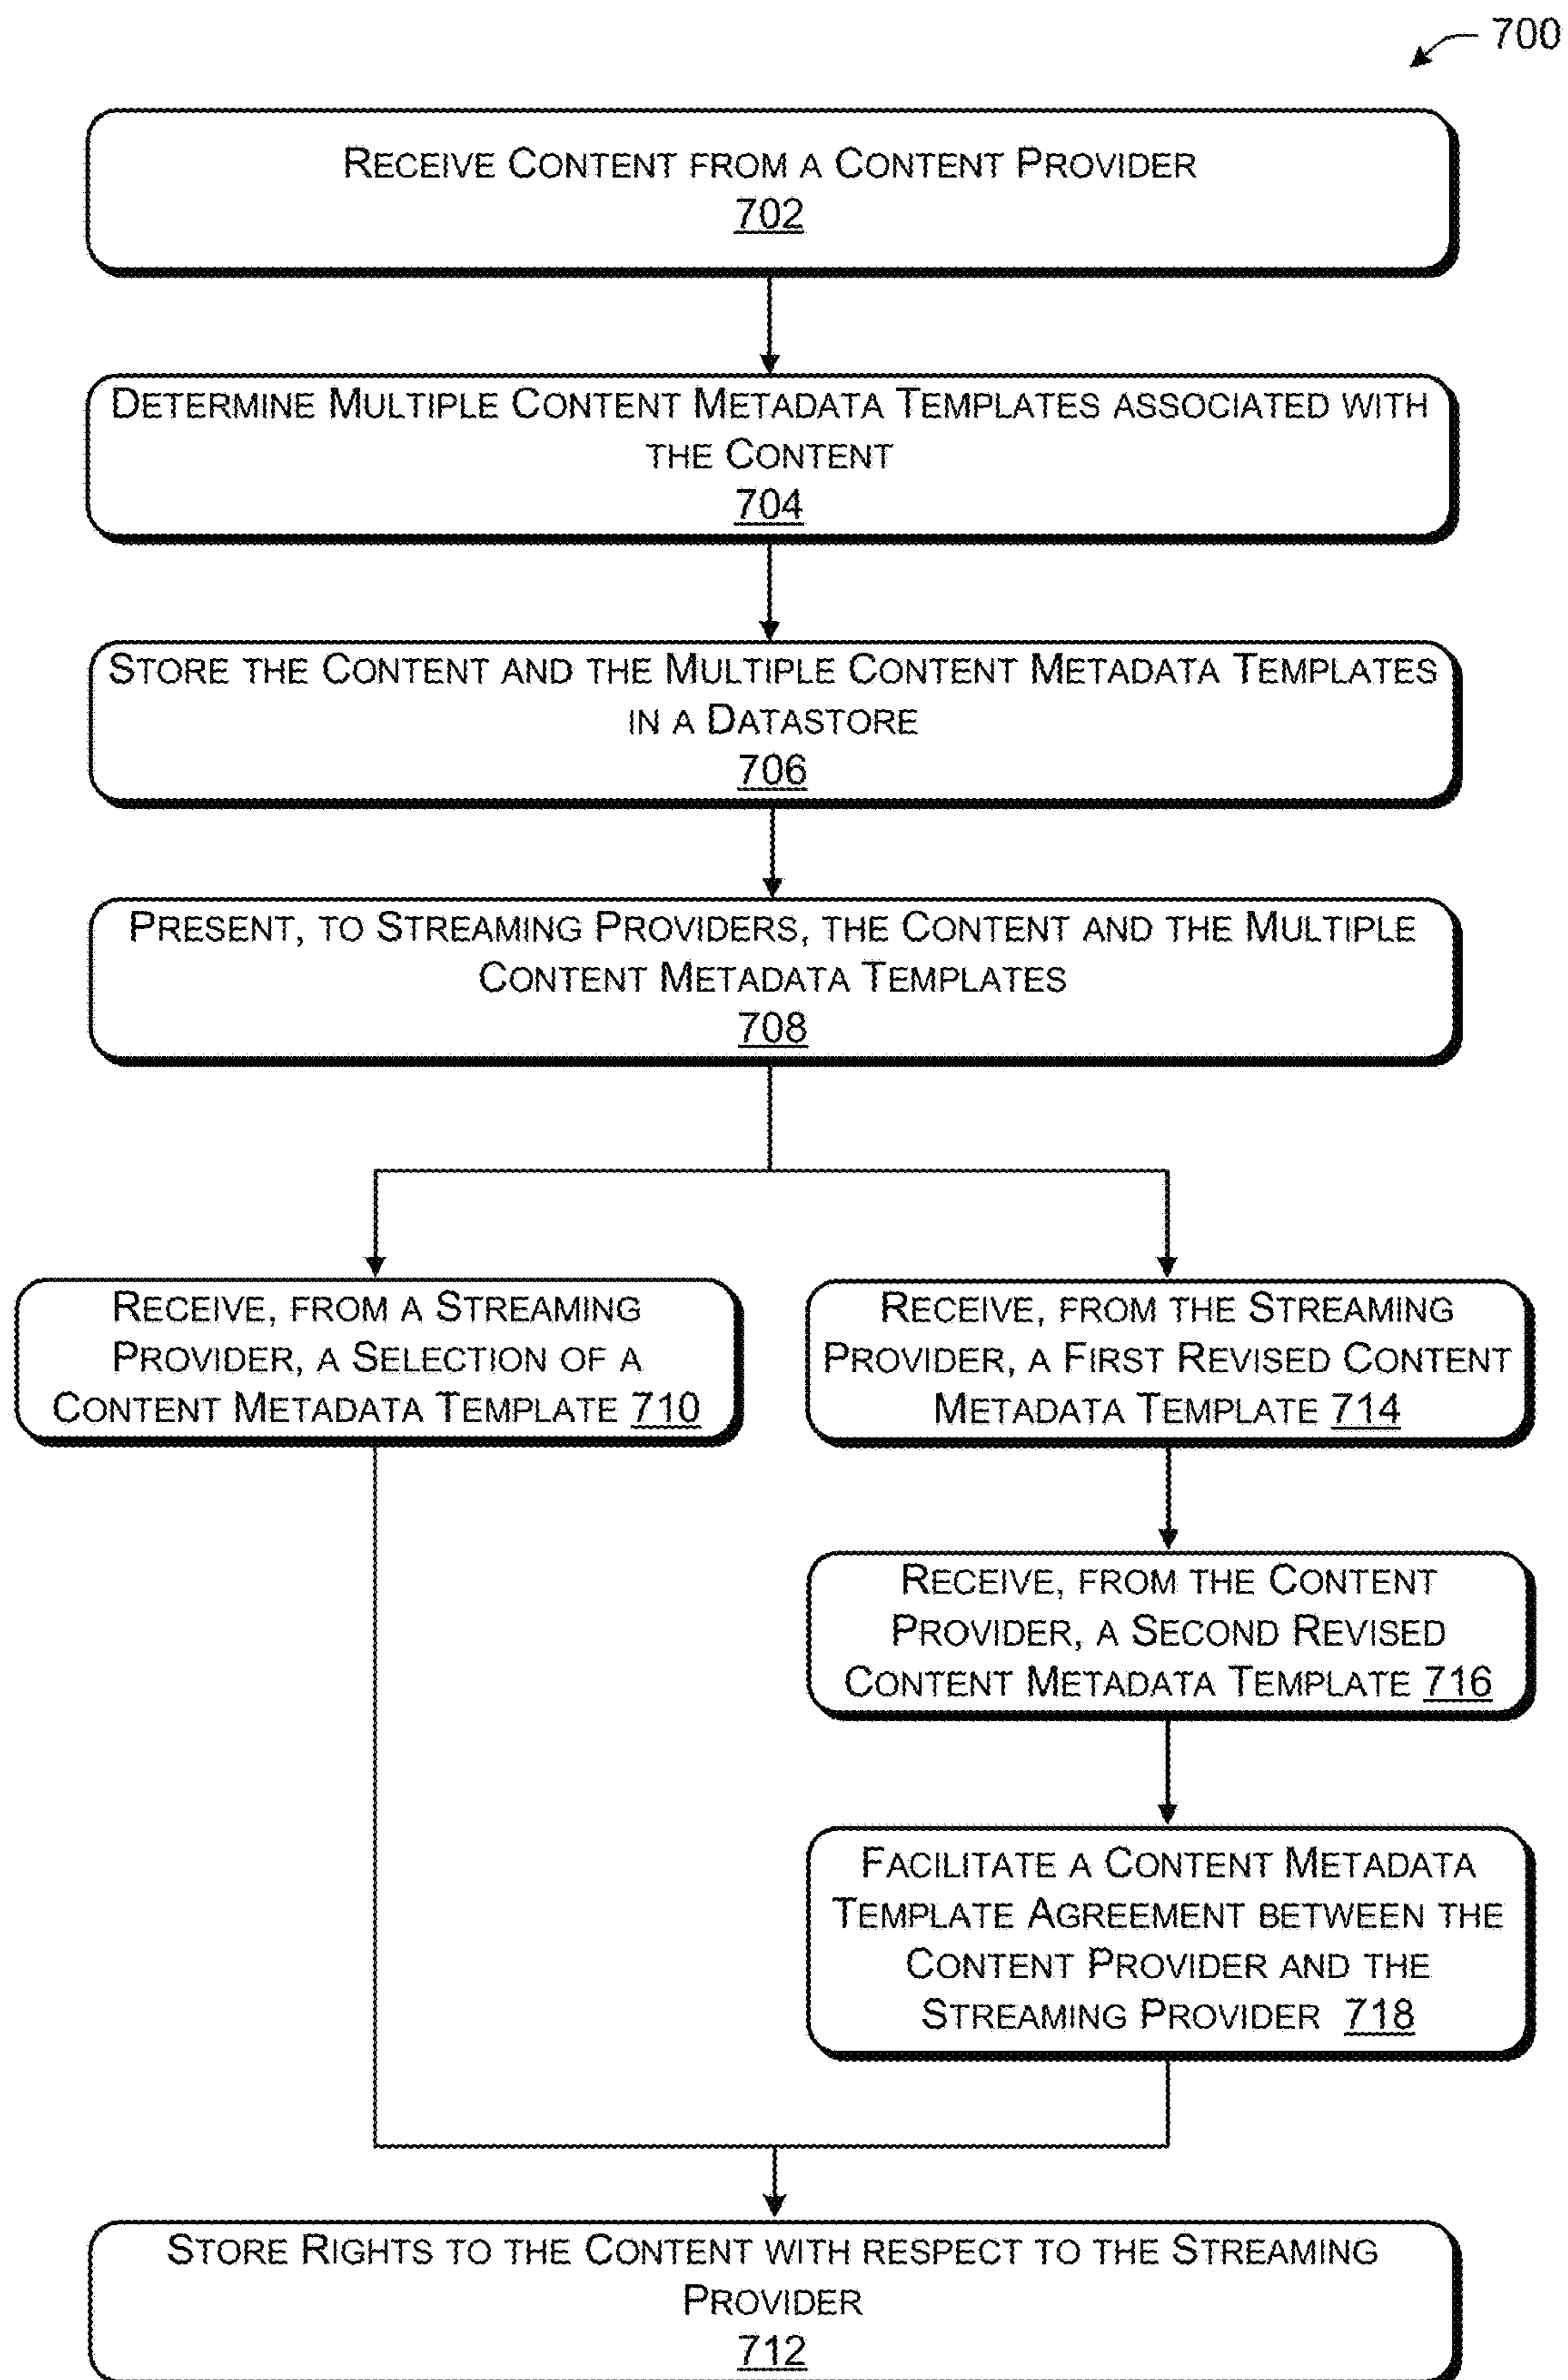 700
RECEIVE CONTENT FROM A CONTENT PROVIDER
702
DETERMINE MULTIPLE CONTENT METADATA TEMPLATES ASSOCIATED WITH
THE CONTENT
704
STORE THE CONTENT AND THE MULTIPLE CONTENT METADATA TEMPLATES
IN A DATASTORE
706
PRESENT, TO STREAMING PROVIDERS, THE CONTENT AND THE MULTIPLE
CONTENT METADATA TEMPLATES
708
RECEIVE, FROM A STREAMING
PROVIDER, A SELECTION OF A
CONTENT METADATA TEMPLATE 710
RECEIVE, FROM THE STREAMING
PROVIDER, A FIRST REVISED CONTENT
METADATA TEMPLATE 714
RECEIVE, FROM THE CONTENT
PROVIDER, A SECOND REVISED
CONTENT METADATA TEMPLATE 716
FACILITATE A CONTENT METADATA
TEMPLATE AGREEMENT BETWEEN THE
CONTENT PROVIDER AND THE
STREAMING PROVIDER 718
STORE RIGHTS TO THE CONTENT WITH RESPECT TO THE STREAMING
PROVIDER
712